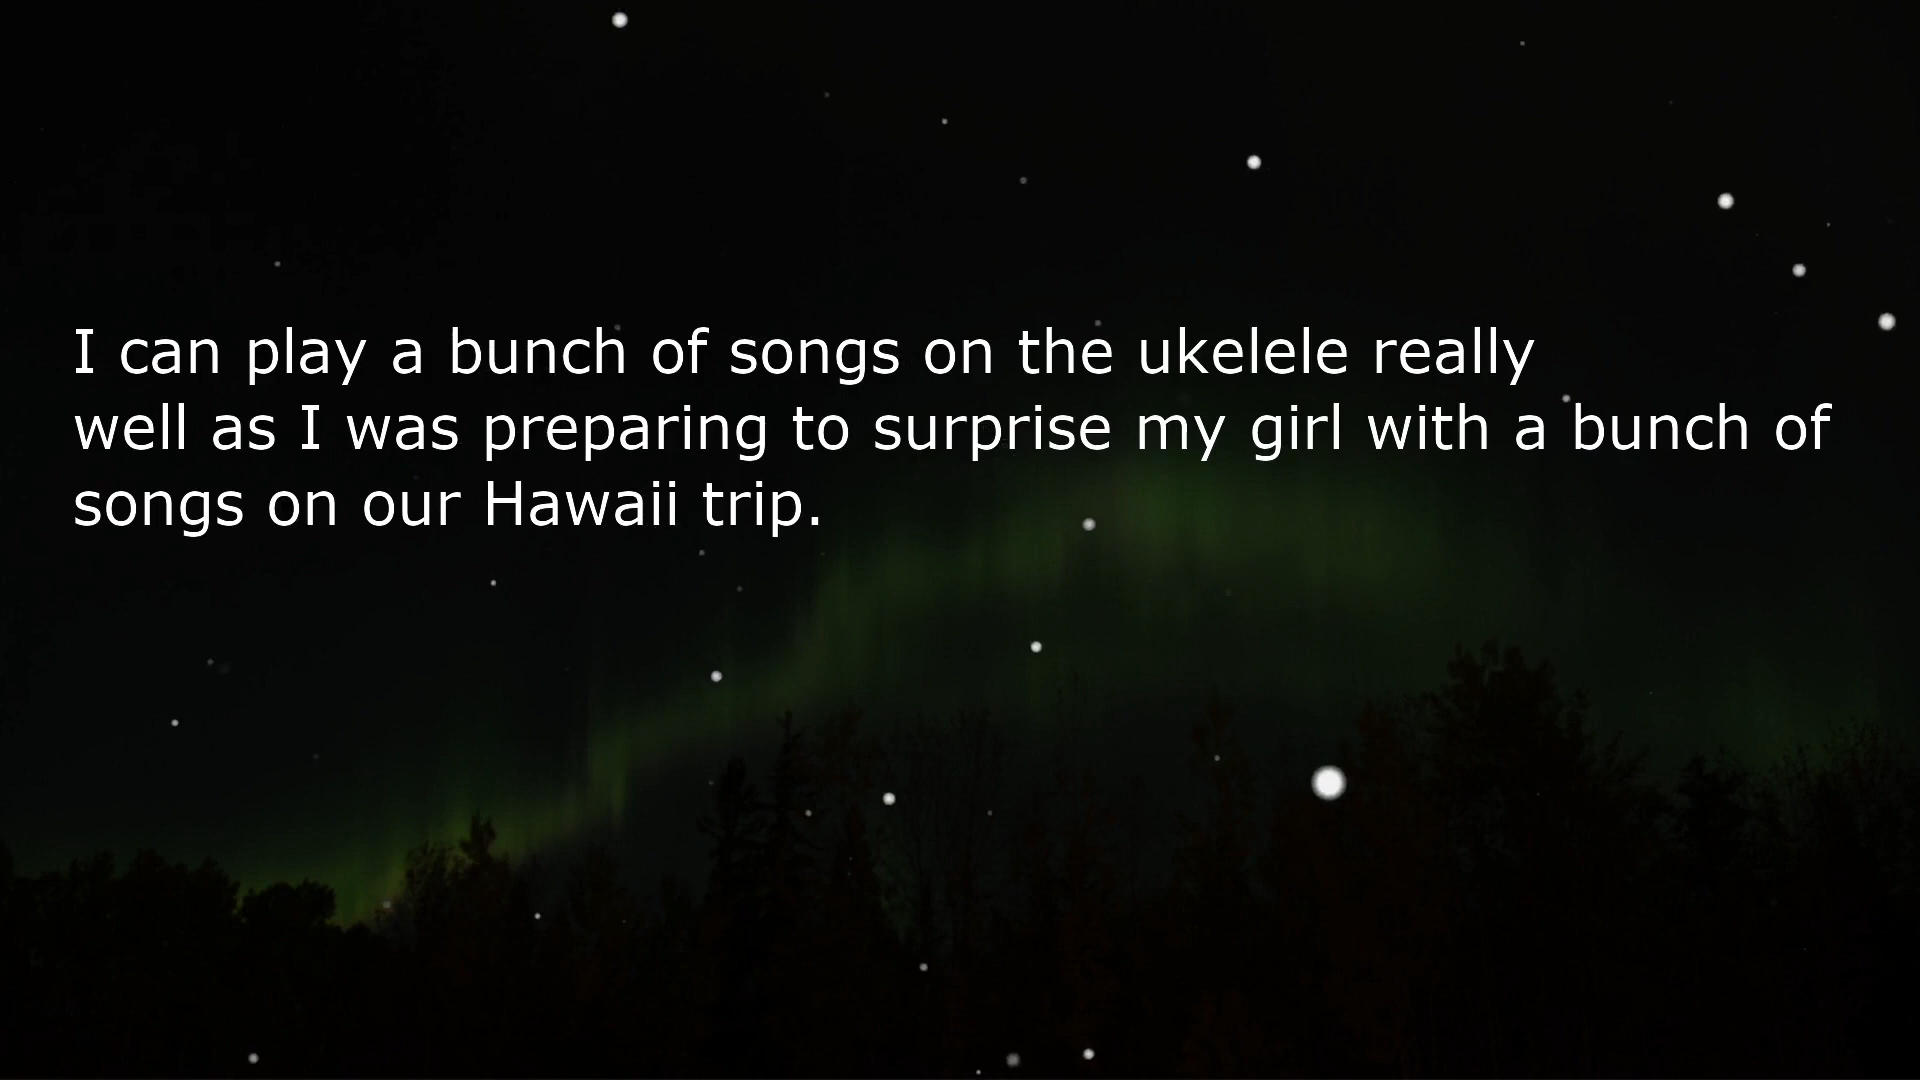 I can play a bunch of songs on the ukelele really
well as I was preparing to surprise my girl with a bunch of
songs on our Hawaii trip.